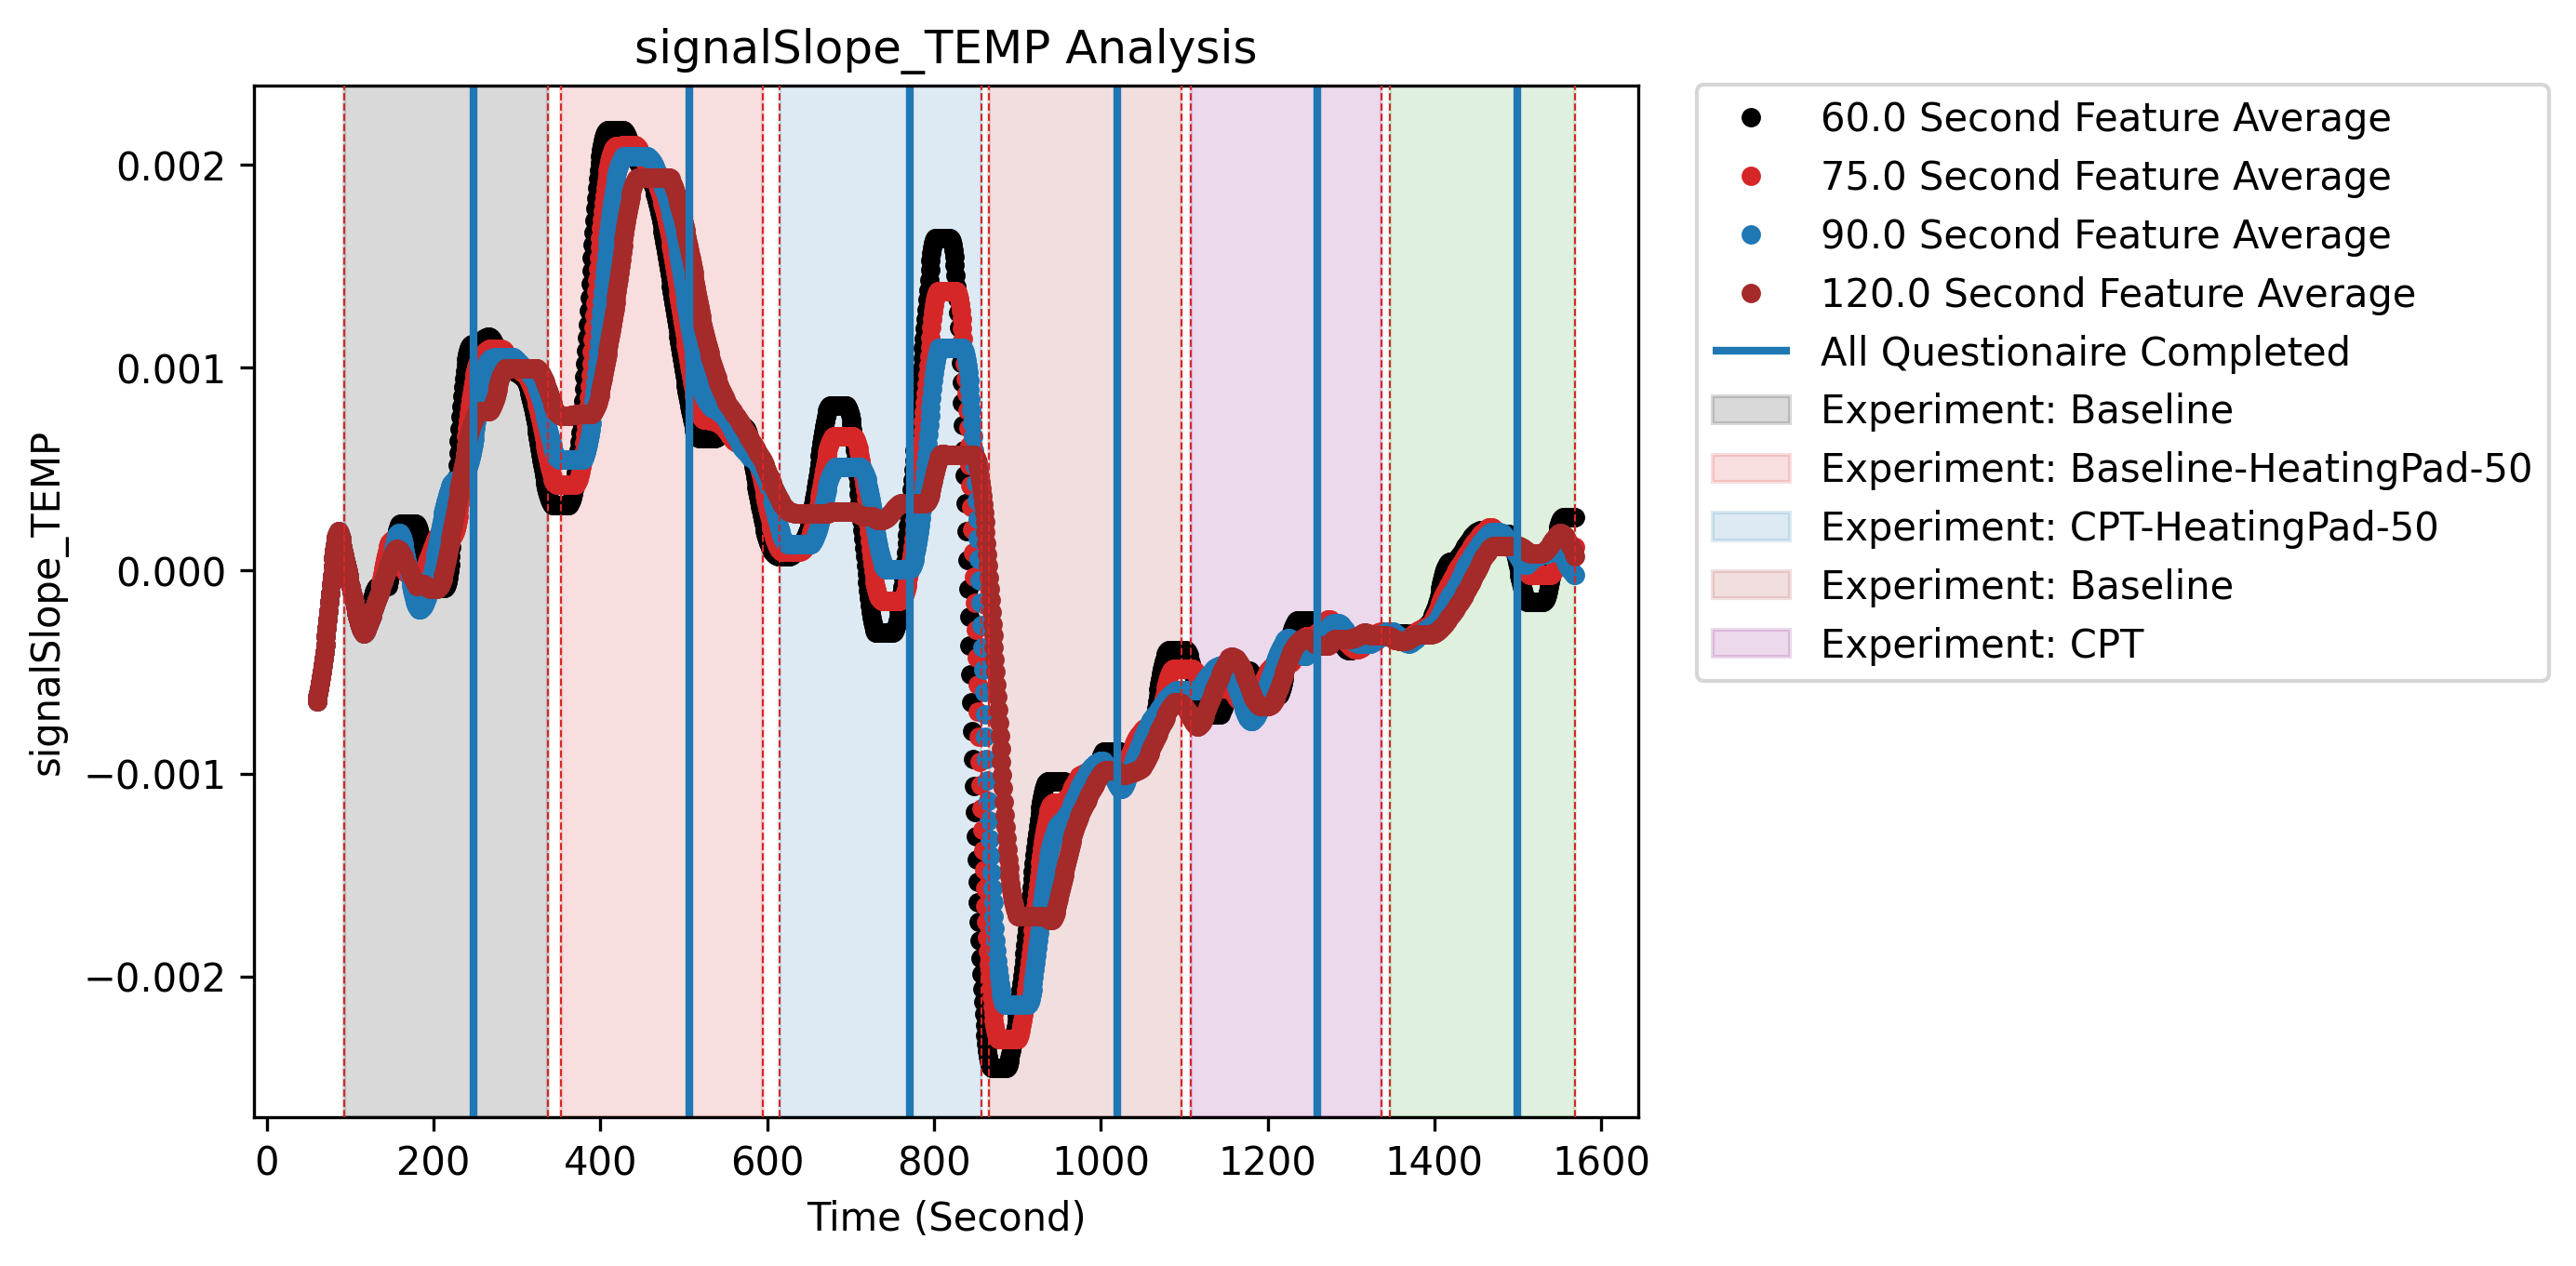 signalSlope_TEMP Analysis
signalSlope_TEMP
0.002
0.001
0.000
−0.001
−0.002
0 200 400 600 800 1000 1200 1400 1600
Time (Second)
60.0 Second Feature Average
75.0 Second Feature Average
90.0 Second Feature Average
120.0 Second Feature Average
All Questionaire Completed
Experiment: Baseline
Experiment: Baseline-HeatingPad-50
Experiment: CPT-HeatingPad-50
Experiment: Baseline
Experiment: CPT